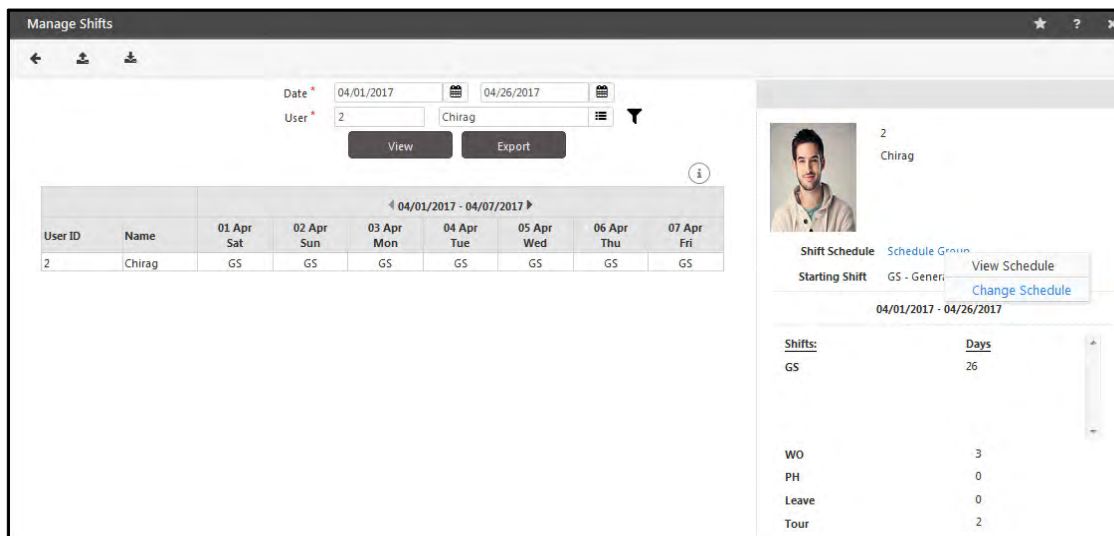 Manage Shifts
Date * 04/01/2017 04/26/2017
User * 2 Chirag
View Export
04/01/2017 - 04/07/2017
User ID Name 01 Apr Sat 02 Apr Sun 03 Apr Mon 04 Apr Tue 05 Apr Wed 06 Apr Thu 07 Apr Fri
2 Chirag GS GS GS GS GS GS GS
2
Chirag
Shift Schedule Schedule Group
Starting Shift GS - Genera
View Schedule
Change Schedule
04/01/2017 - 04/26/2017
Shifts: Days
GS 26
WO 3
PH 0
Leave 0
Tour 2